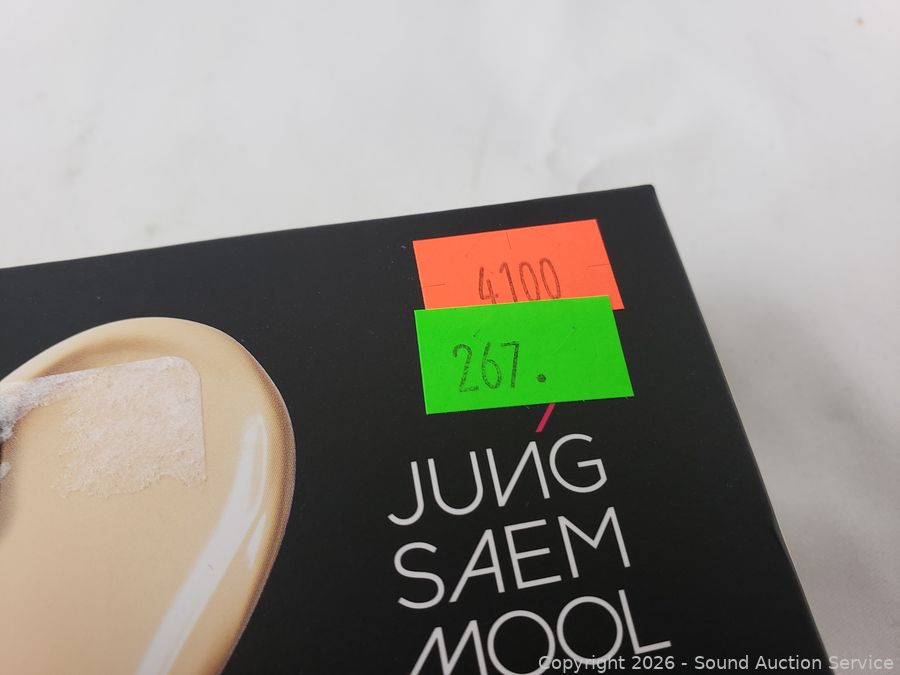 4100
267.
JUNG
SAEM
MOOL
Copyright 2026 - Sound Auction Service